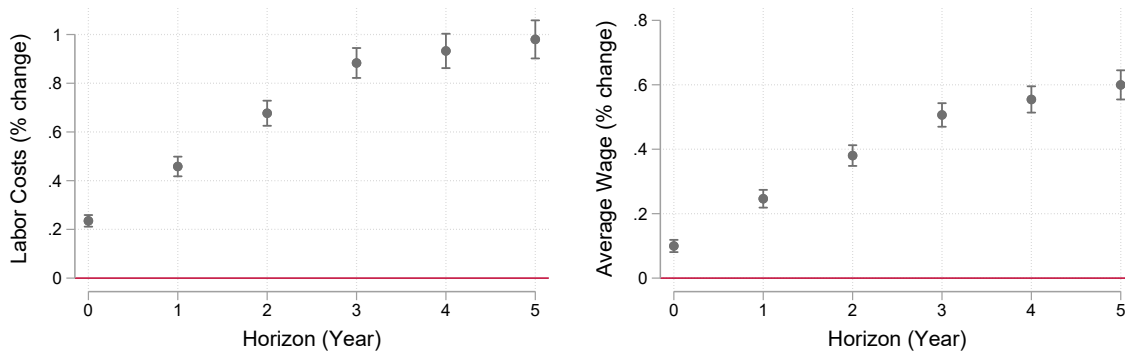 Labor Costs (% change)
1
.8
.6
.4
.2
0
0 1 2 3 4 5
Horizon (Year)
Average Wage (% change)
.8
.6
.4
.2
0
0 1 2 3 4 5
Horizon (Year)